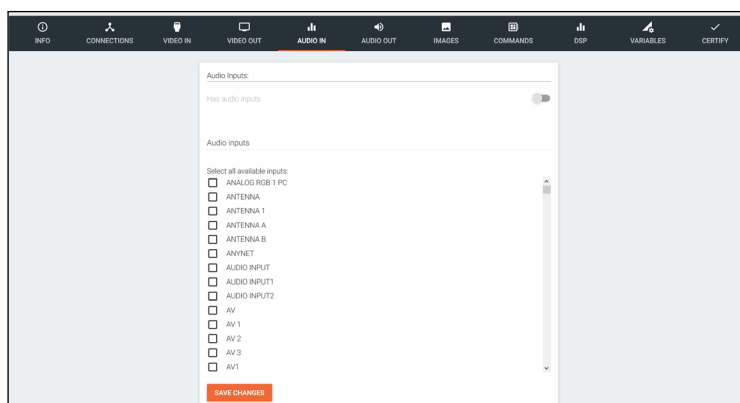 INFO CONNECTIONS VIDEO IN VIDEO OUT AUDIO IN AUDIO OUT IMAGES COMMANDS DSP VARIABLES CERTIFY
Audio Inputs:
Has audio inputs
Audio inputs
Select all available inputs:
ANALOG RGB 1 PC
ANTENNA
ANTENNA 1
ANTENNA A
ANTENNA B
ANYNET
AUDIO INPUT
AUDIO INPUT1
AUDIO INPUT2
AV
AV 1
AV 2
AV 3
AV1
SAVE CHANGES